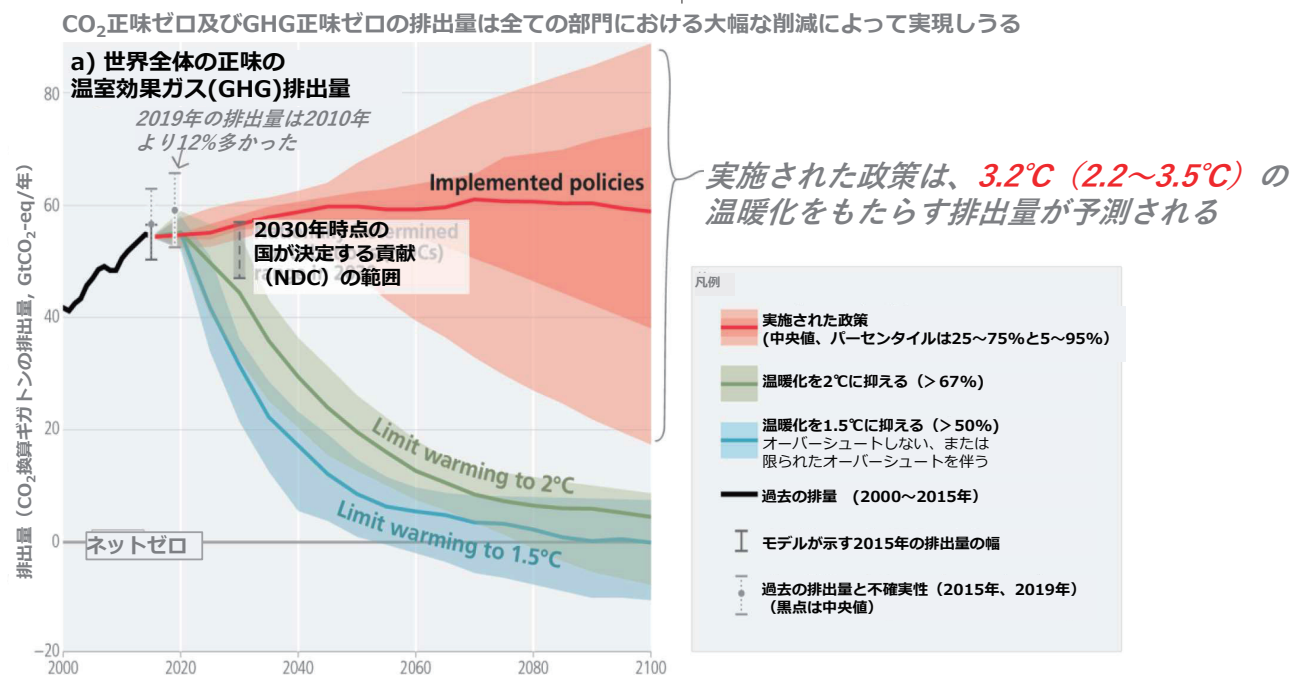 CO2正味ゼロ及びGHG正味ゼロの排出量は全ての部門における大幅な削減によって実現しうる
a) 世界全体の正味の
温室効果ガス(GHG)排出量
2019年の排出量は2010年
より12%多かった
排出量（CO2換算ギガトンの排出量, GtCO2-eq/年）
80
60
40
20
0
−20
2000
2020
2040
2060
2080
2100
Implemented policies
2030年時点の
国が決定する貢献
（NDC）の範囲
Limit warming to 2°C
Limit warming to 1.5°C
ネットゼロ
実施された政策は、3.2℃（2.2～3.5℃）の
温暖化をもたらす排出量が予測される
凡例
実施された政策
(中央値、パーセンタイルは25～75%と5～95%）
温暖化を2℃に抑える（＞67%)
温暖化を1.5℃に抑える（＞50%)
オーバーシュートしない、または
限られたオーバーシュートを伴う
過去の排量 (2000～2015年）
モデルが示す2015年の排出量の幅
過去の排出量と不確実性（2015年、2019年）
（黒点は中央値）